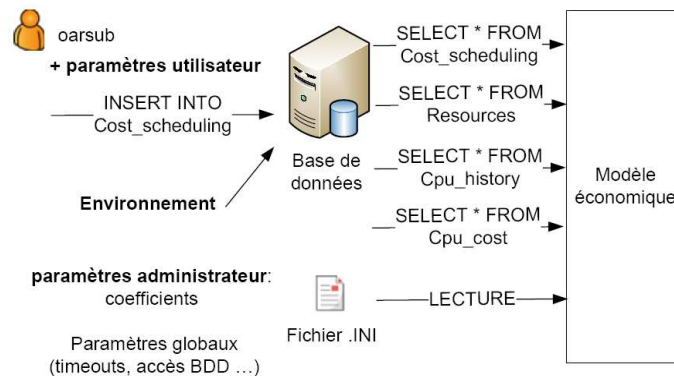 oarsub
+ paramètres utilisateur
INSERT INTO
Cost_scheduling
Environnement
Base de
données
SELECT * FROM
Cost_scheduling
SELECT * FROM
Resources
SELECT * FROM
Cpu_history
SELECT * FROM
Cpu_cost
Modèle
économique
paramètres administrateur:
coefficients
Paramètres globaux
(timeouts, accès BDD ...)
Fichier .INI
LECTURE